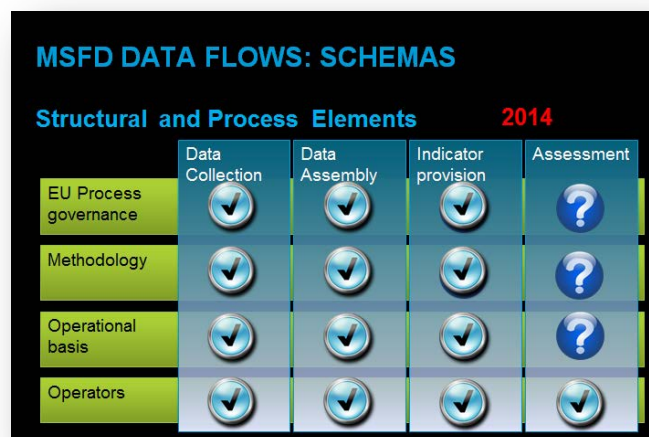 MSFD DATA FLOWS: SCHEMAS
Structural and Process Elements 2014
Data Collection
Data Assembly
Indicator provision
Assessment
EU Process
governance
Methodology
Operational
basis
Operators